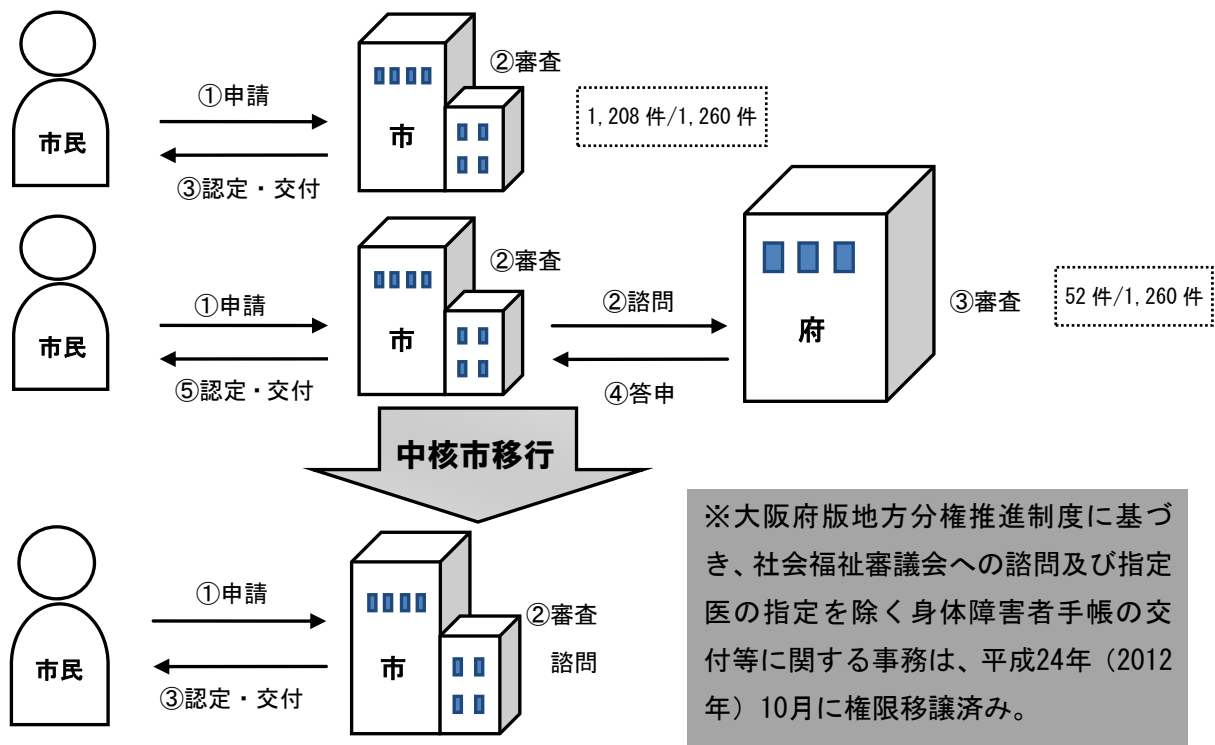 ①申請
②審査
1,208 件/1,260 件
市民
市
③認定・交付
①申請
②審査
②諮問
③審査
52 件/1,260 件
市民
市
府
⑤認定・交付
④答申
中核市移行
①申請
②審査
諮問
市民
市
③認定・交付
※大阪府版地方分権推進制度に基づ
き、社会福祉審議会への諮問及び指定
医の指定を除く身体障害者手帳の交
付等に関する事務は、平成24年（2012
年）10月に権限移譲済み。